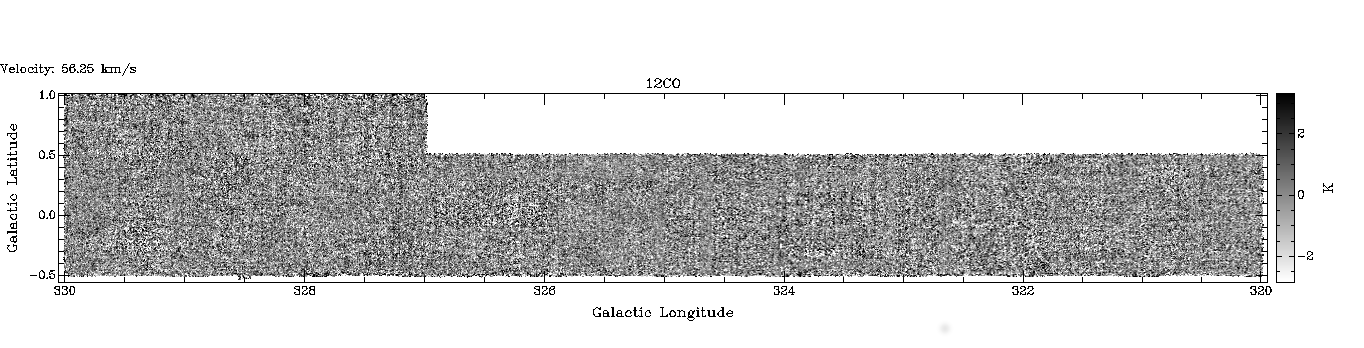 Velocity: 56.25 km/s
12CO
1.0
0.5
0.0
−0.5
Galactic Latitude
330 328 326 324 322 320
Galactic Longitude
2
0
−2
K